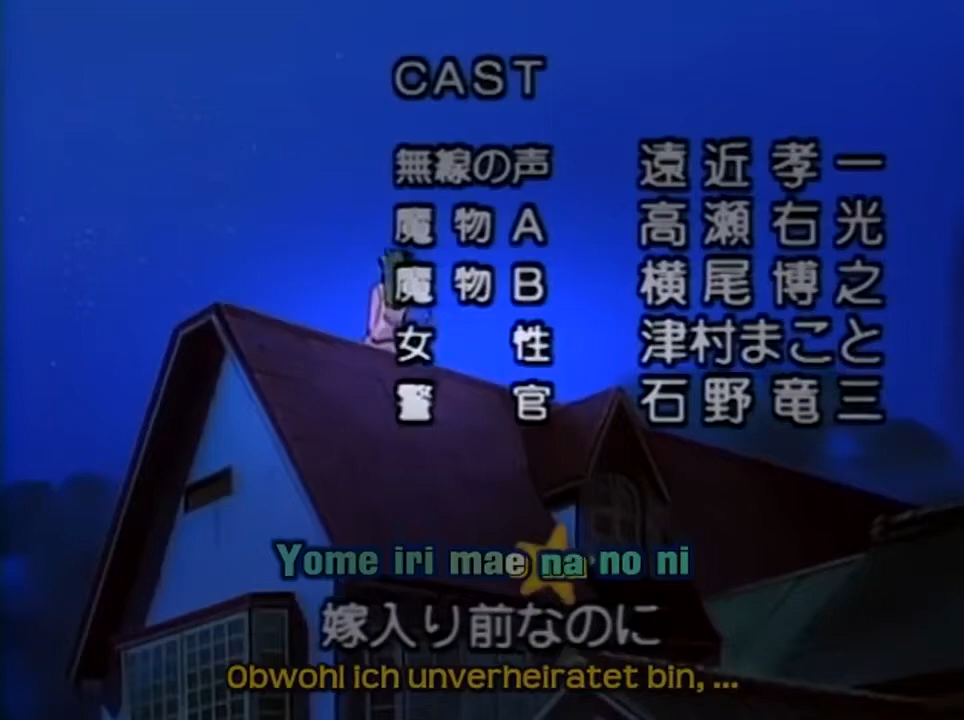 CAST
無線の声 遠近孝一
魔物A 高瀬右光
魔物B 横尾博之
女性 津村まこと
警官 石野竜三
Yome iri mae na no ni
嫁入り前なのに
Obwohl ich unverheiratet bin, ...